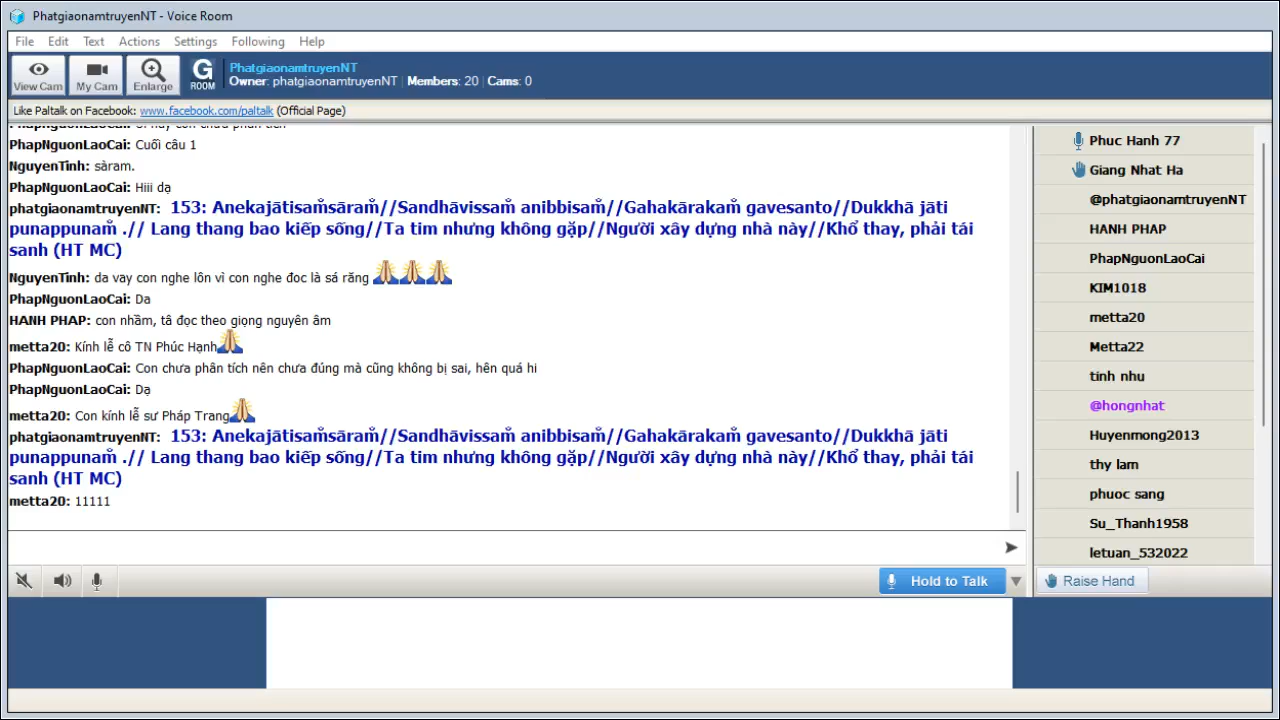 PhatgiaonamtruyenNT - Voice Room
File Edit Text Actions Settings Following Help
View Cam My Cam Enlarge G ROOM
PhatgiaonamtruyenNT
Owner: phatgiaonamtruyenNT | Members: 20 | Cams: 0
Like Paltalk on Facebook: www.facebook.com/paltalk (Official Page)
PhapNguonLaoCai: Cuối câu 1
NguyenTinh: sàram.
PhapNguonLaoCai: Hiii dạ
phatgiaonamtruyenNT: 153: Anekajātisaṁsāraṁ//Sandhāvissaṁ anibbisaṁ//Gahakārakaṁ gavesanto//Dukkhā jāti
punappunaṁ .// Lang thang bao kiếp sống//Ta tìm nhưng không gặp//Người xây dựng nhà này//Khổ thay, phải tái
sanh (HT MC)
NguyenTinh: da vay con nghe lôn vì con nghe đoc là sá răng
PhapNguonLaoCai: Da
HANH PHAP: con nhầm, tâ đọc theo giọng nguyên âm
metta20: Kính lễ cô TN Phúc Hạnh
PhapNguonLaoCai: Con chưa phân tích nên chưa đúng mà cũng không bị sai, hên quá hi
PhapNguonLaoCai: Dạ
metta20: Con kính lễ sư Pháp Trang
phatgiaonamtruyenNT: 153: Anekajātisaṁsāraṁ//Sandhāvissaṁ anibbisaṁ//Gahakārakaṁ gavesanto//Dukkhā jāti
punappunaṁ .// Lang thang bao kiếp sống//Ta tìm nhưng không gặp//Người xây dựng nhà này//Khổ thay, phải tái
sanh (HT MC)
metta20: 11111
Hold to Talk
Phuc Hanh 77
Giang Nhat Ha
@phatgiaonamtruyenNT
HANH PHAP
PhapNguonLaoCai
KIM1018
metta20
Metta22
tinh nhu
@hongnhat
Huyenmong2013
thy lam
phuoc sang
Su_Thanh1958
letuan_532022
Raise Hand